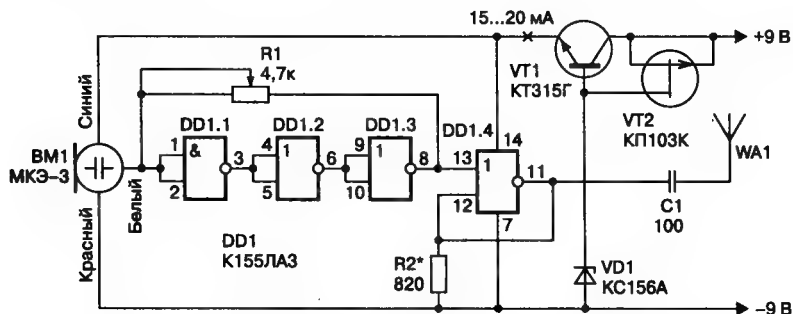 15...20 мА
+9 В
R1
4,7к
VT1
КТ315Г
VT2
КП103К
WA1
Синий
DD1.1
DD1.2
DD1.3
DD1.4
14
1
&
3
2
4
1
6
5
9
1
8
10
13
1
11
12
7
ВМ1
МКЭ-3
Белый
Красный
DD1
К155ЛА3
R2*
820
C1
100
VD1
КС156А
-9 В